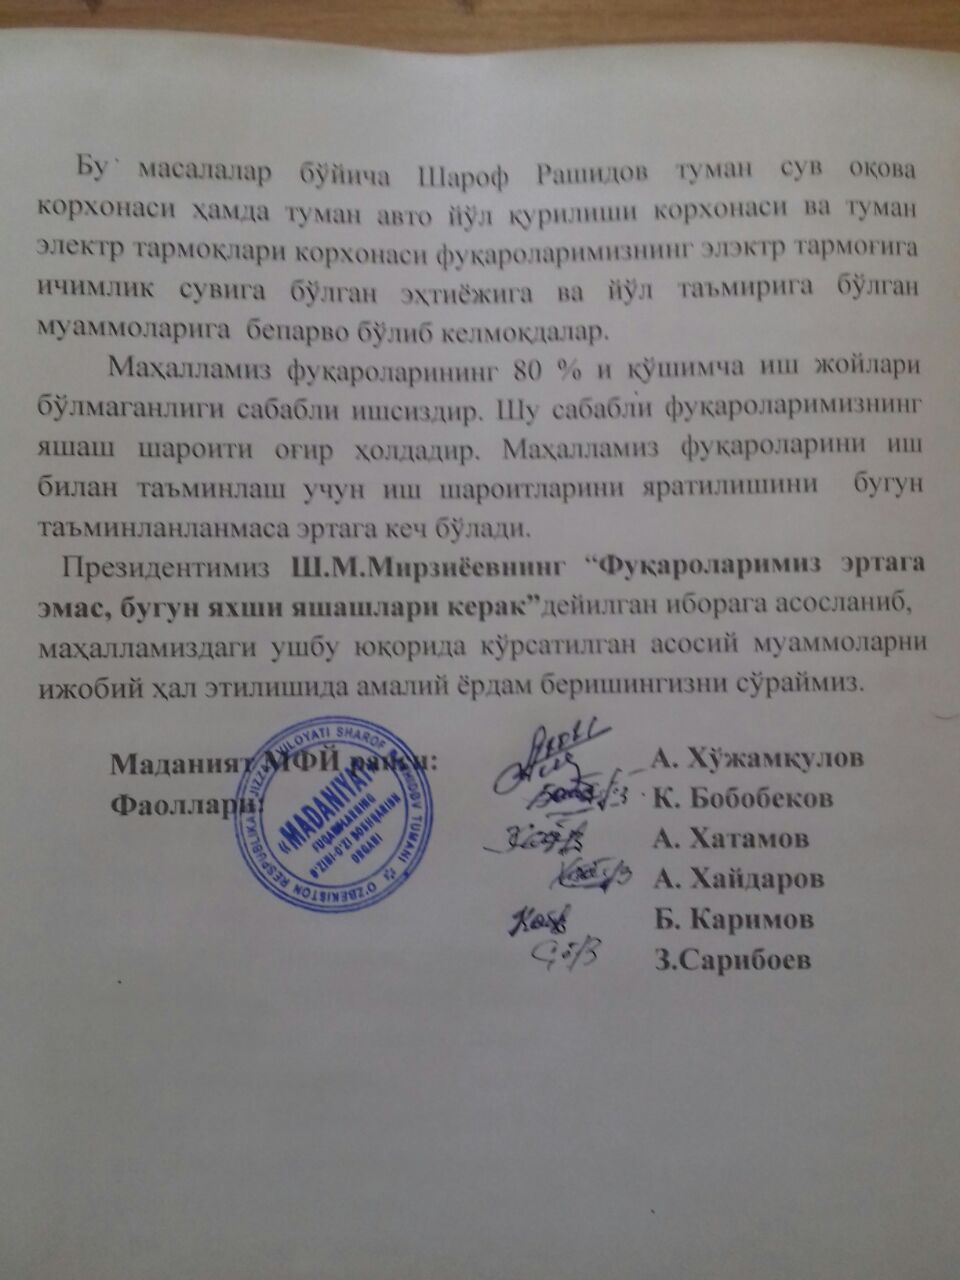 Бу масалалар бўйича Шароф Рашидов туман сув оқова
корхонаси ҳамда туман авто йўл қурилиши корхонаси ва туман
электр тармоқлари корхонаси фуқароларимизнинг элэктр тармоғига
ичимлик сувига бўлган эҳтиёжига ва йўл таъмирига бўлган
муаммоларига бепарво бўлиб келмоқдалар.
Маҳалламиз фуқароларининг 80 % и қўшимча иш жойлари
бўлмаганлиги сабабли ишсиздир. Шу сабабли фуқароларимизнинг
яшаш шароити оғир ҳолдадир. Маҳалламиз фуқароларини иш
билан таъминлаш учун иш шароитларини яратилишини бугун
таъминланланмаса эртага кеч бўлади.
Президентимиз Ш.М.Мирзиёевнинг “Фуқароларимиз эртага
эмас, бугун яхши яшашлари керак”дейилган иборага асосланиб,
маҳалламиздаги ушбу юқорида кўрсатилган асосий муаммоларни
ижобий ҳал этилишида амалий ёрдам беришингизни сўраймиз.
Маданият МФЙ раиси: А. Хўжамқулов
Фаоллари: К. Бобобеков
А. Хатамов
А. Хайдаров
Б. Каримов
З.Сарибоев
O'ZBEKISTON RESPUBLIKA JIZZAX VILOYATI SHAROF RASHIDOV TUMANI
«MADANIYAT»
FUQAROLARNING
O'ZINI-O'ZI BOSHQARISH
ORGANI